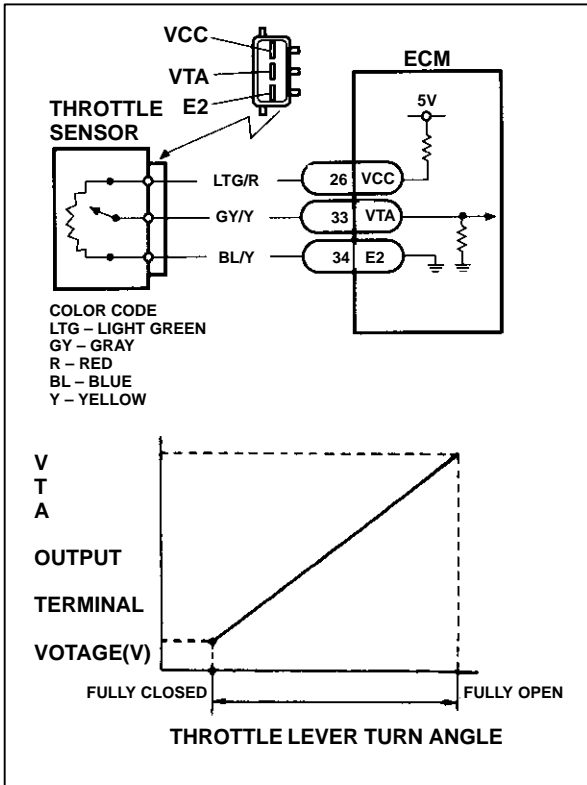 VCC
VTA
E2
ECM
THROTTLE
SENSOR
5V
LTG/R
26 VCC
GY/Y
33 VTA
BL/Y
34 E2
COLOR CODE
LTG – LIGHT GREEN
GY – GRAY
R – RED
BL – BLUE
Y – YELLOW
V
T
A
OUTPUT
TERMINAL
VOTAGE(V)
FULLY CLOSED
FULLY OPEN
THROTTLE LEVER TURN ANGLE